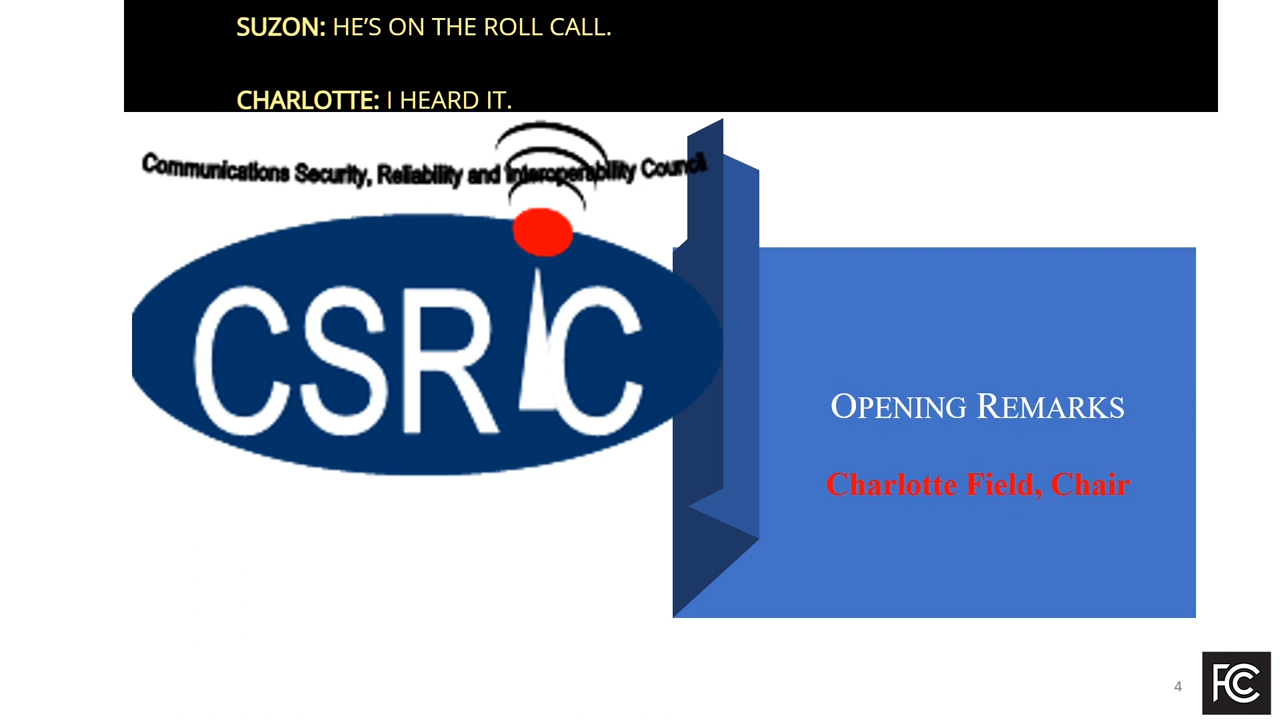 SUZON: HE’S ON THE ROLL CALL.
CHARLOTTE: I HEARD IT.
Communications Security, Reliability and Interoperability Council
CSRIC
OPENING REMARKS
Charlotte Field, Chair
4
FCC